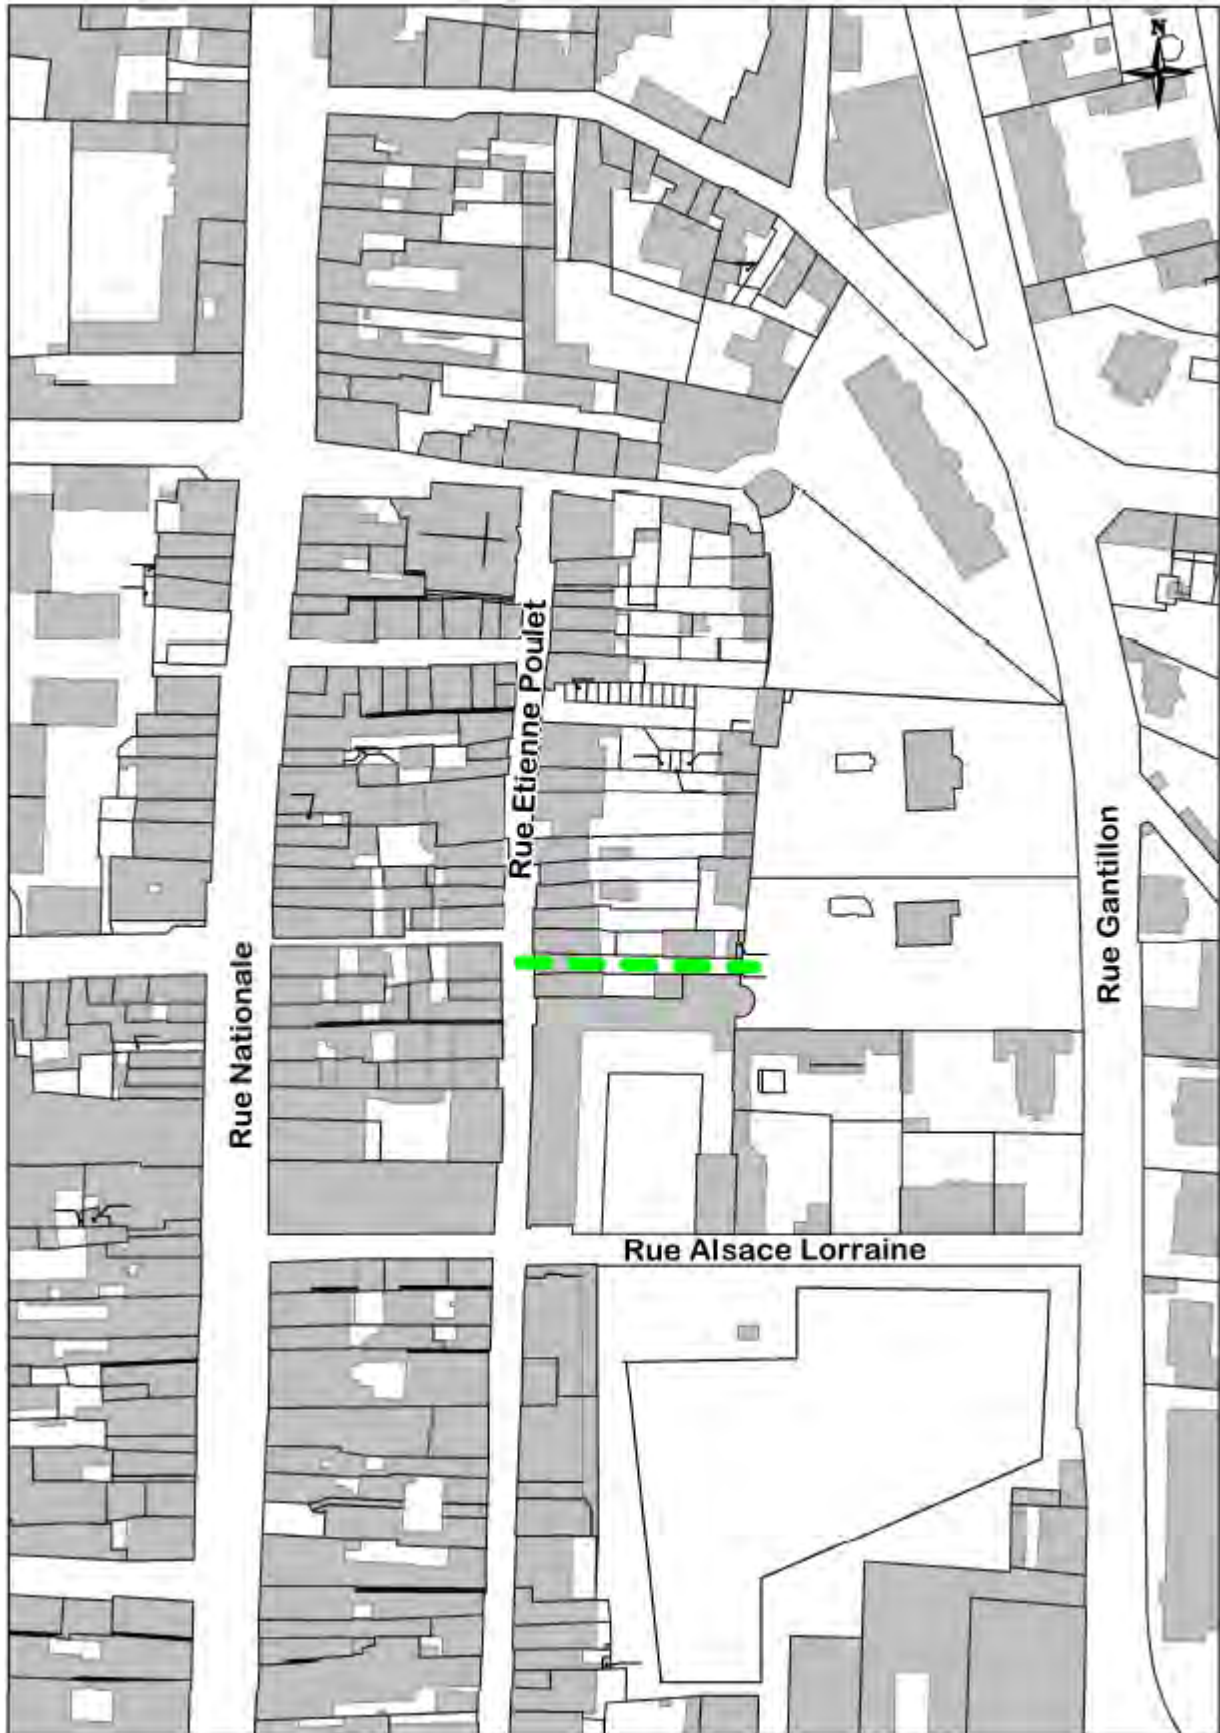 N
Rue Etienne Poulet
Rue Gantillon
Rue Nationale
Rue Alsace Lorraine